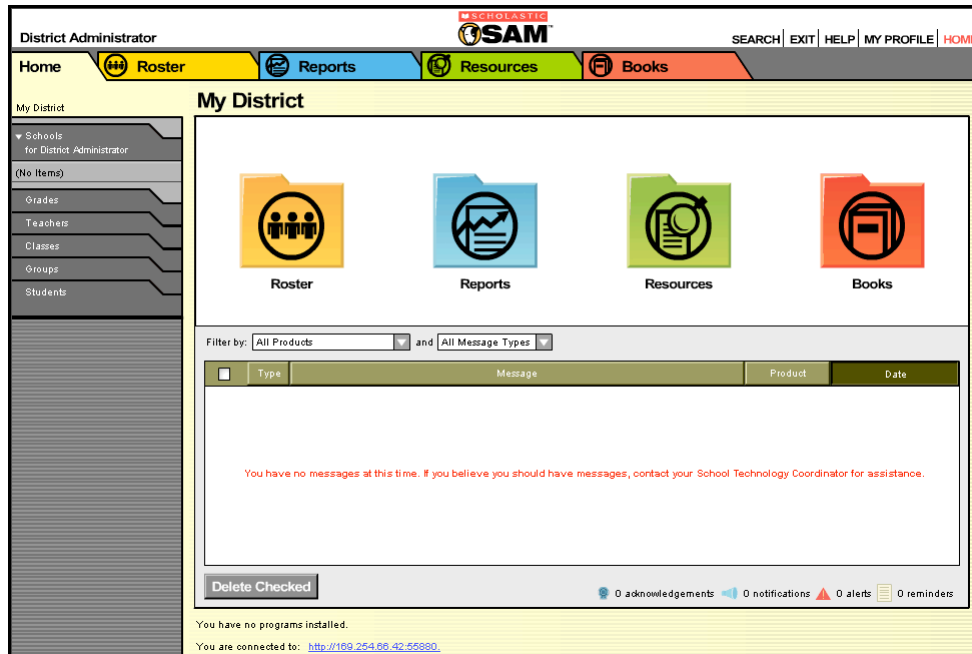 SCHOLASTIC
District Administrator
SAM
SEARCH EXIT HELP MY PROFILE HOM
Home Roster Reports Resources Books
My District
My District
Schools
for District Administrator
(No Items)
Grades
Teachers
Classes
Groups
Students
Roster Reports Resources Books
Filter by: All Products and All Message Types
Type Message Product Date
You have no messages at this time. If you believe you should have messages, contact your School Technology Coordinator for assistance.
Delete Checked
0 acknowledgements 0 notifications 0 alerts 0 reminders
You have no programs installed.
You are connected to: http://169.254.66.42:55880.